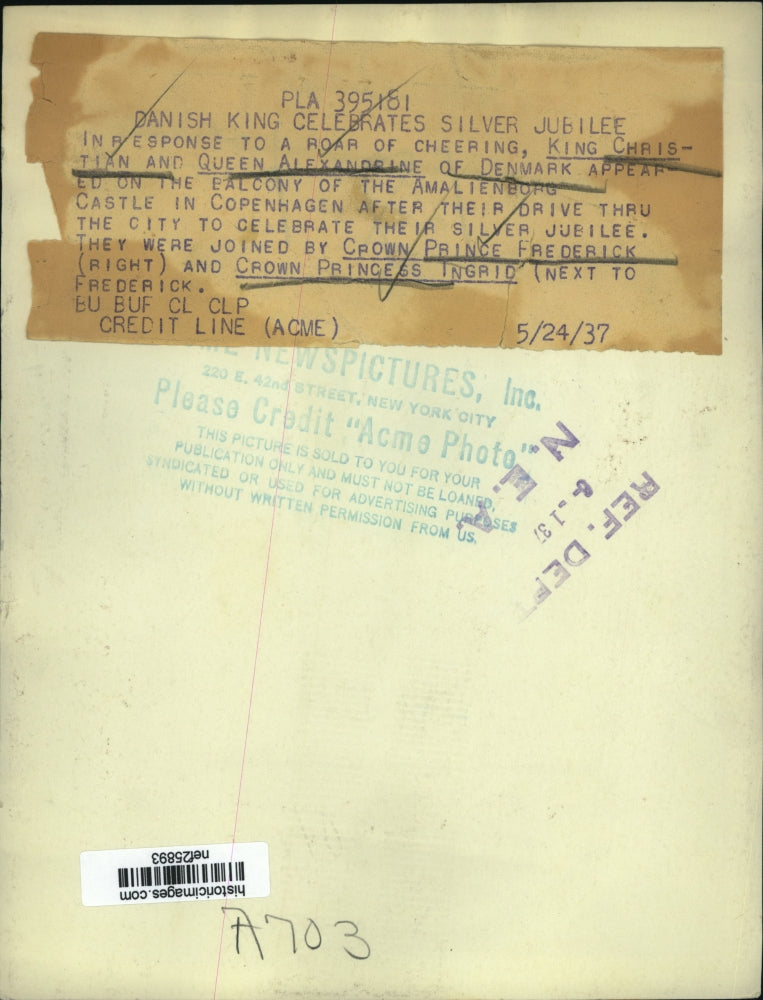 PLA 395181
DANISH KING CELEBRATES SILVER JUBILEE
IN RESPONSE TO A ROAR OF CHEERING, KING CHRIS-
TIAN AND QUEEN ALEXANDRINE OF DENMARK APPEAR-
ED ON THE BALCONY OF THE AMALIENBORG
CASTLE IN COPENHAGEN AFTER THEIR DRIVE THRU
THE CITY TO CELEBRATE THEIR SILVER JUBILEE.
THEY WERE JOINED BY CROWN PRINCE FREDERICK
(RIGHT) AND CROWN PRINCESS INGRID (NEXT TO
FREDERICK.
BU BUF CL CLP
CREDIT LINE (ACME) 5/24/37
NEWSPICTURES, Inc.
220 E. 42nd STREET, NEW YORK CITY
Please Credit "Acme Photo"
THIS PICTURE IS SOLD TO YOU FOR YOUR
PUBLICATION ONLY AND MUST NOT BE LOANED,
SYNDICATED OR USED FOR ADVERTISING PURPOSES
WITHOUT WRITTEN PERMISSION FROM US.
N. E. A.
REF. DEPT
historicimages.com
nef25893
A703